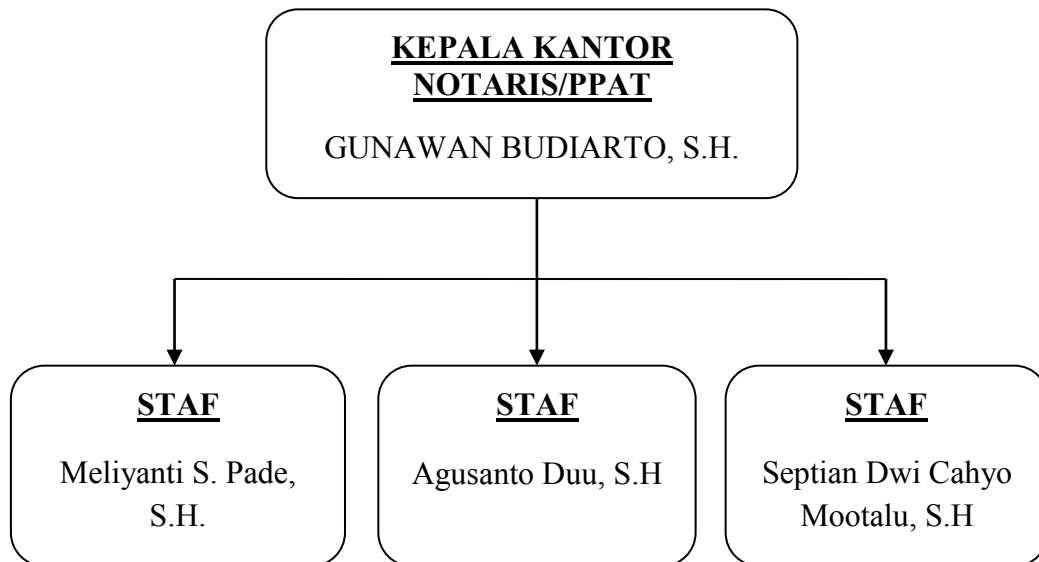 KEPALA KANTOR
NOTARIS/PPAT
GUNAWAN BUDIARTO, S.H.
STAF
Meliyanti S. Pade,
S.H.
STAF
Agusanto Duu, S.H
STAF
Septian Dwi Cahyo
Mootalu, S.H